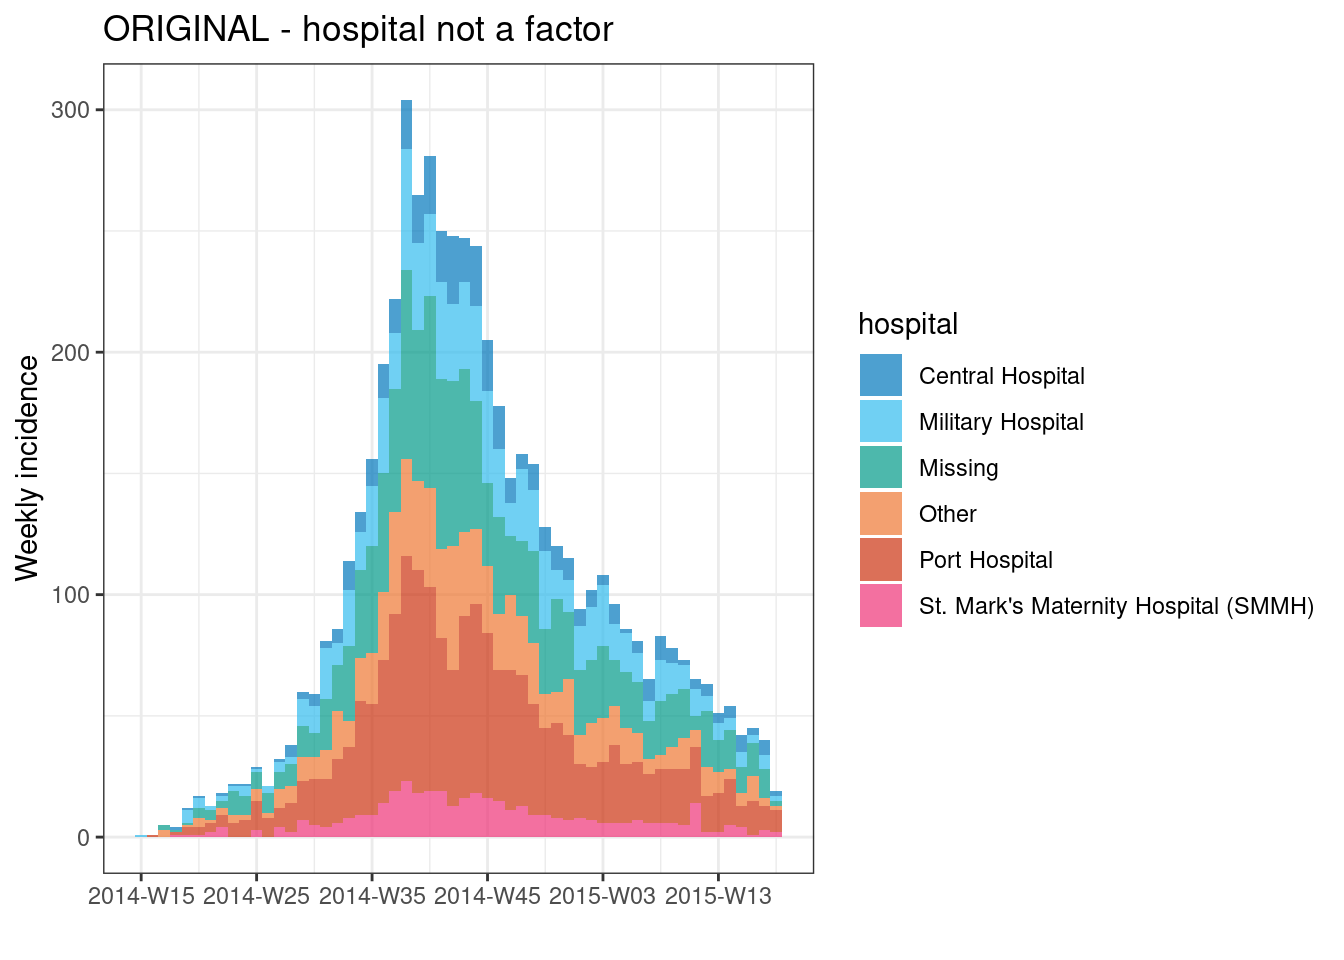 ORIGINAL - hospital not a factor
Weekly incidence
300
200
100
0
2014-W15 2014-W25 2014-W35 2014-W45 2015-W03 2015-W13
hospital
Central Hospital
Military Hospital
Missing
Other
Port Hospital
St. Mark's Maternity Hospital (SMMH)